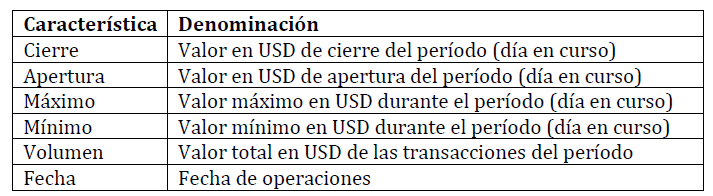 Característica Denominación
Cierre Valor en USD de cierre del período (día en curso)
Apertura Valor en USD de apertura del período (día en curso)
Máximo Valor máximo en USD durante el período (día en curso)
Mínimo Valor mínimo en USD durante el período (día en curso)
Volumen Valor total en USD de las transacciones del período
Fecha Fecha de operaciones